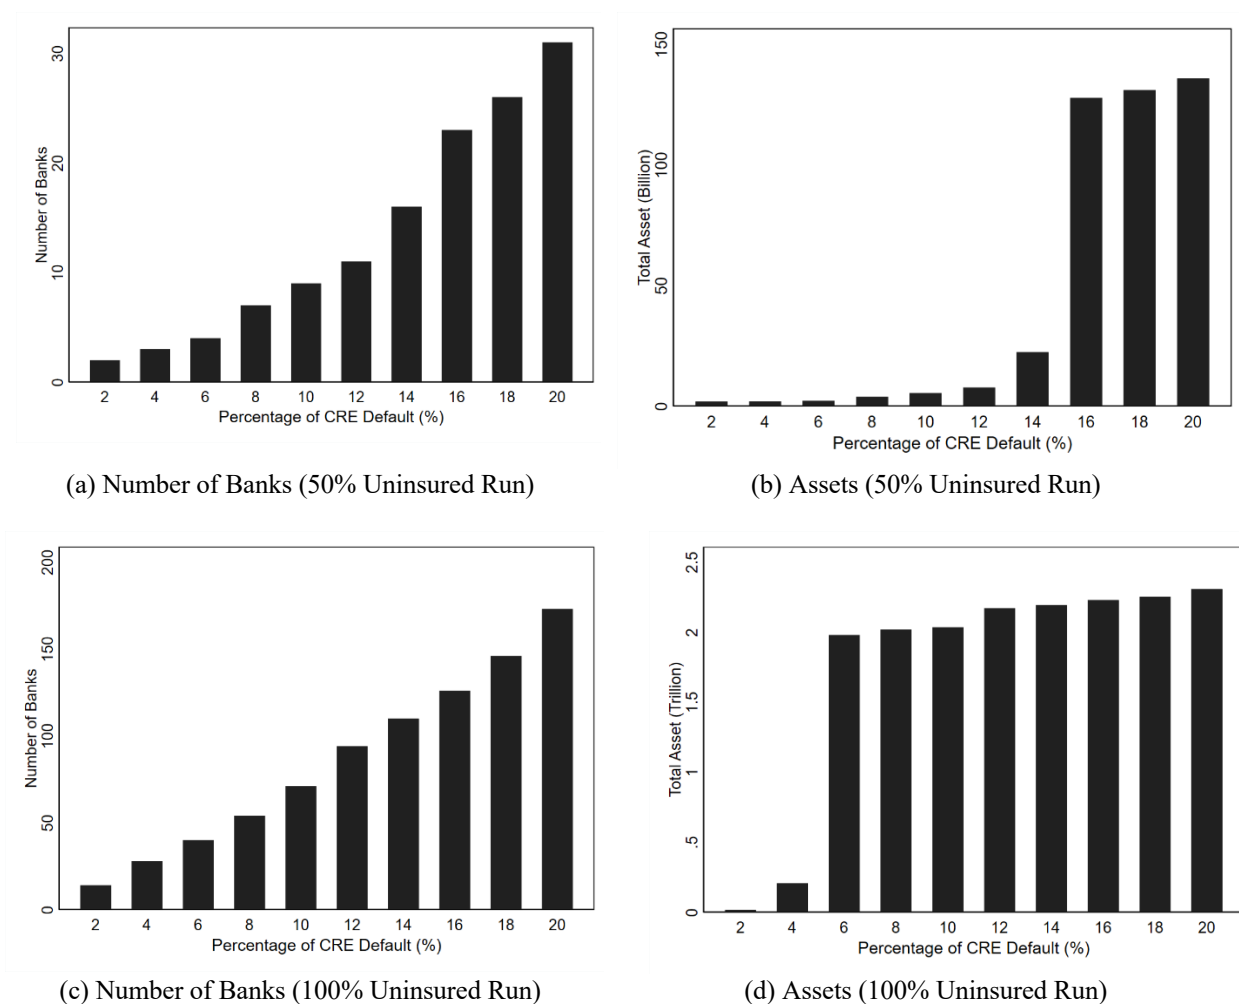 30
20
10
0
Number of Banks
2 4 6 8 10 12 14 16 18 20
Percentage of CRE Default (%)
(a) Number of Banks (50% Uninsured Run)
150
100
50
0
Total Asset (Billion)
2 4 6 8 10 12 14 16 18 20
Percentage of CRE Default (%)
(b) Assets (50% Uninsured Run)
200
150
100
50
0
Number of Banks
2 4 6 8 10 12 14 16 18 20
Percentage of CRE Default (%)
(c) Number of Banks (100% Uninsured Run)
2.5
2
1.5
1
.5
0
Total Asset (Trillion)
2 4 6 8 10 12 14 16 18 20
Percentage of CRE Default (%)
(d) Assets (100% Uninsured Run)